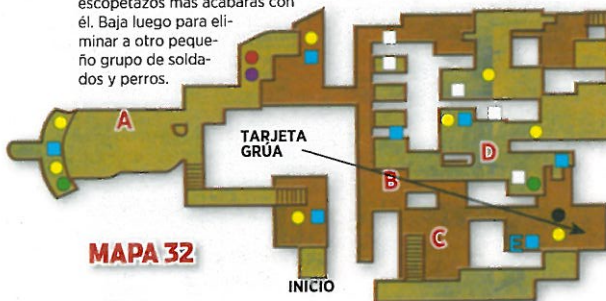 escopetazos más acabarás con
él. Baja luego para eli-
minar a otro peque-
ño grupo de solda-
dos y perros.
A
TARJETA
GRÚA
B
D
C
E
MAPA 32
INICIO